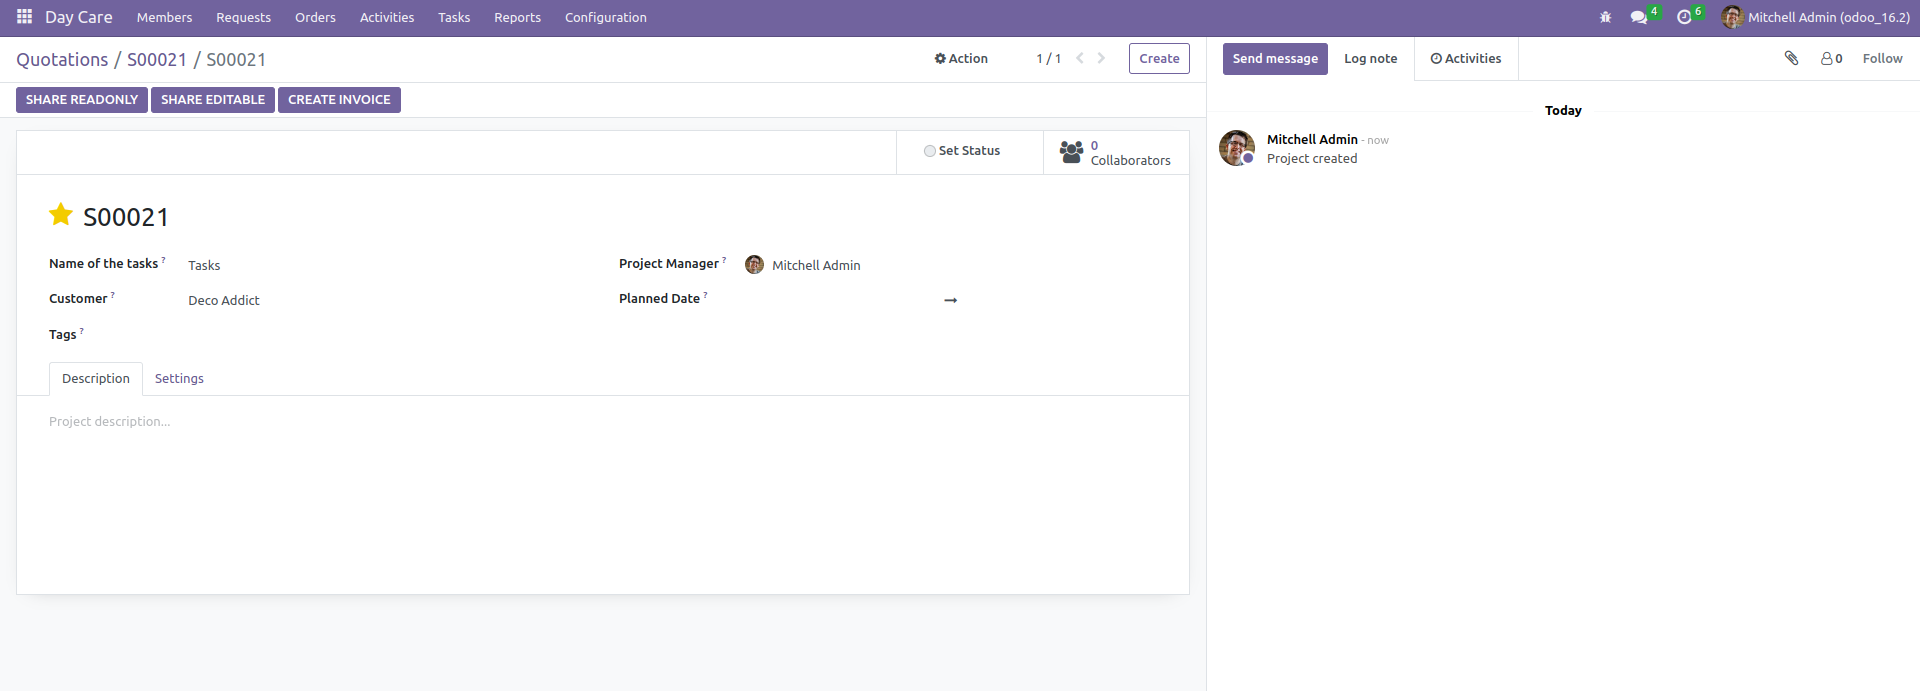 Day Care Members Requests Orders Activities Tasks Reports Configuration 4 6 Mitchell Admin (odoo_16.2)
Quotations / S00021 / S00021 Action 1 / 1 Create
SHARE READONLY SHARE EDITABLE CREATE INVOICE
Set Status 0 Collaborators
S00021
Name of the tasks ? Tasks
Project Manager ? Mitchell Admin
Customer ? Deco Addict
Planned Date ? →
Tags ?
Description Settings
Project description...
Send message Log note Activities 0 Follow
Today
Mitchell Admin - now
Project created